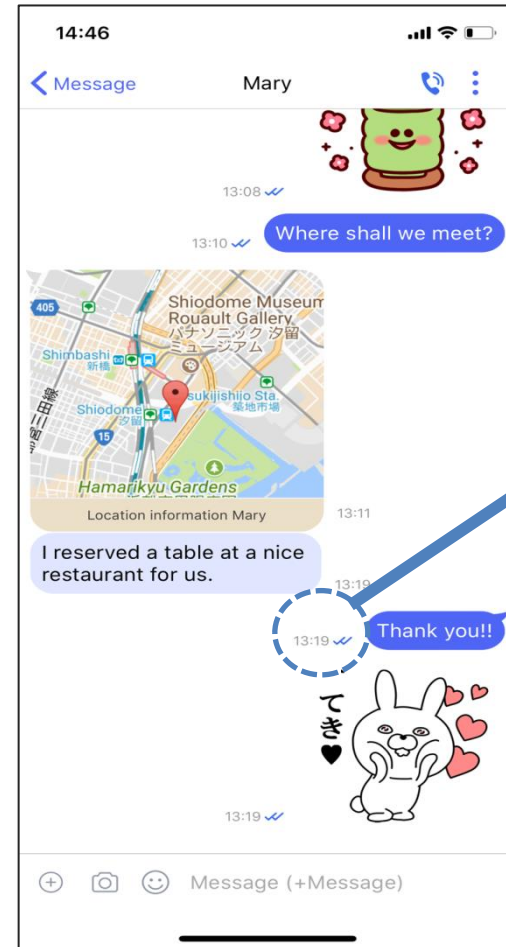 14:46
Message
Mary
13:08
13:10
Where shall we meet?
405
Shiodome Museum
Rouault Gallery
パナソニック 汐留
ミュージアム
Shimbashi
新橋
sukijishijo Sta.
築地市場
Shiodome
汐留
15
Hamarikyu Gardens
Location information Mary
13:11
I reserved a table at a nice
restaurant for us.
13:19
13:19
Thank you!!
てき♥
13:19
Message (+Message)